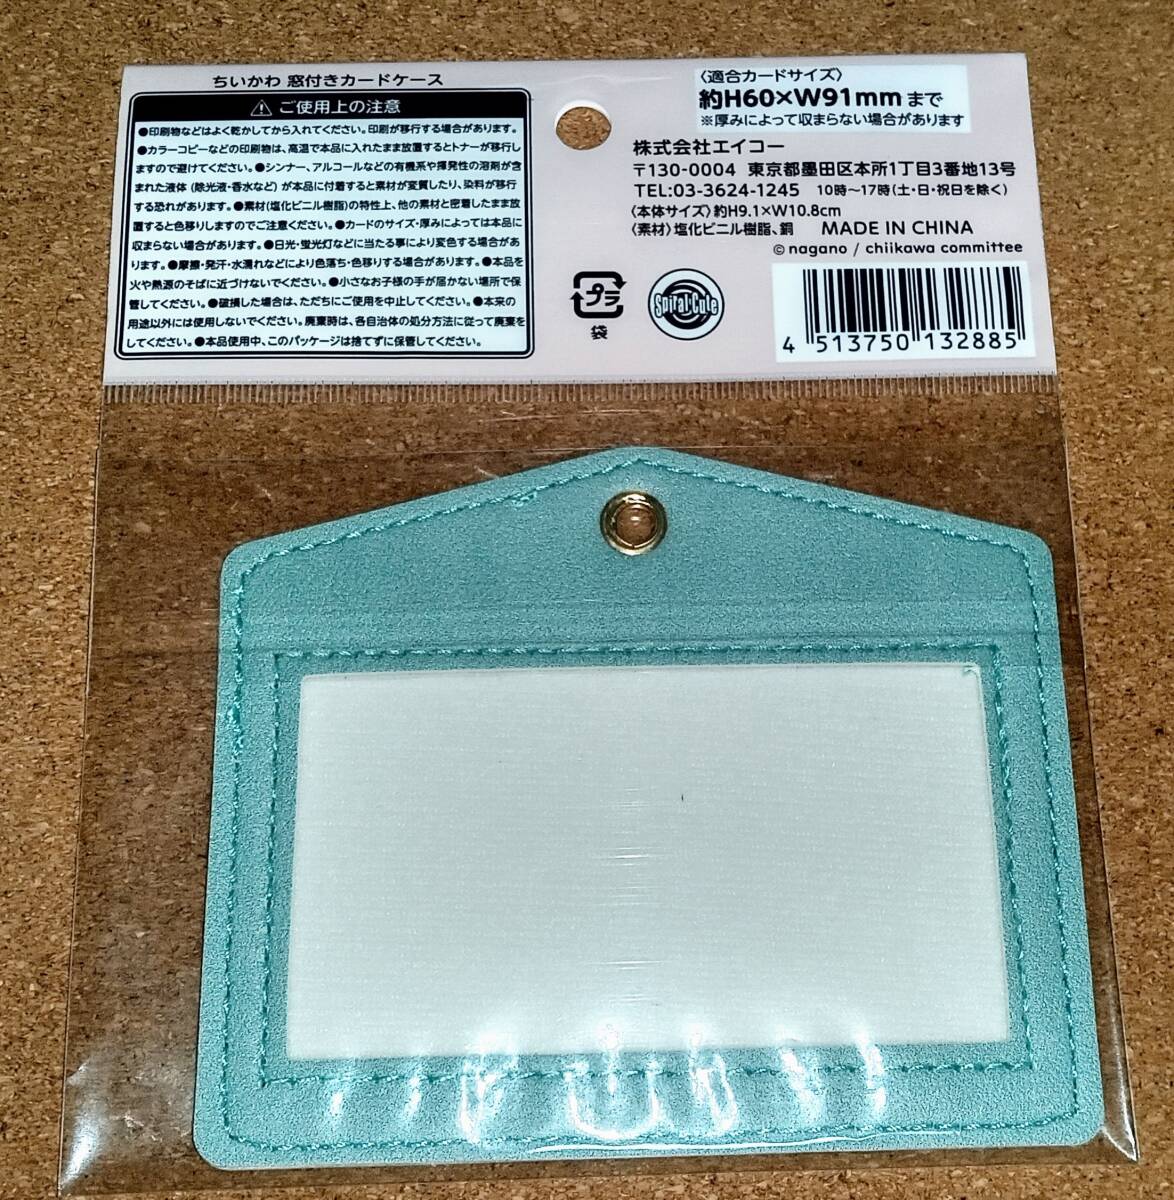 ちいかわ 窓付きカードケース
⚠ ご使用上の注意
●印刷物などはよく乾かしてから入れてください。印刷が移行する場合があります。
●カラーコピーなどの印刷物は、高温で本品に入れたまま放置するとトナーが移行し
ますので避けてください。●シンナー、アルコールなどの有機系や揮発性の溶剤が含
まれた液体 (除光液・香水など) が本品に付着すると素材が変質したり、染料が移行
する恐れがあります。●素材(塩化ビニル樹脂)の特性上、他の素材と密着したまま放
置すると色移りしますのでご注意ください。●カードのサイズ・厚みによっては本品に
収まらない場合があります。●日光・蛍光灯などに当たる事により変色する場合があ
ります。●摩擦・発汗・水濡れなどにより色落ち・色移りする場合があります。●本品を
火や熱源のそばに近づけないでください。●小さなお子様の手が届かない場所で保
管してください。●破損した場合は、ただちにご使用を中止してください。●本来の
用途以外には使用しないでください。廃棄時は、各自治体の処分方法に従って廃棄を
してください。●本品使用中、このパッケージは捨てずに保管してください。
〈適合カードサイズ〉
約H60×W91mm まで
※厚みによって収まらない場合があります
株式会社エイコー
〒130-0004 東京都墨田区本所1丁目3番地13号
TEL:03-3624-1245 10時〜17時(土・日・祝日を除く)
〈本体サイズ〉約H9.1×W10.8cm
〈素材〉塩化ビニル樹脂、銅 MADE IN CHINA
©nagano / chiikawa committee
プラ
袋
Spiral Cute
4 513750 132885